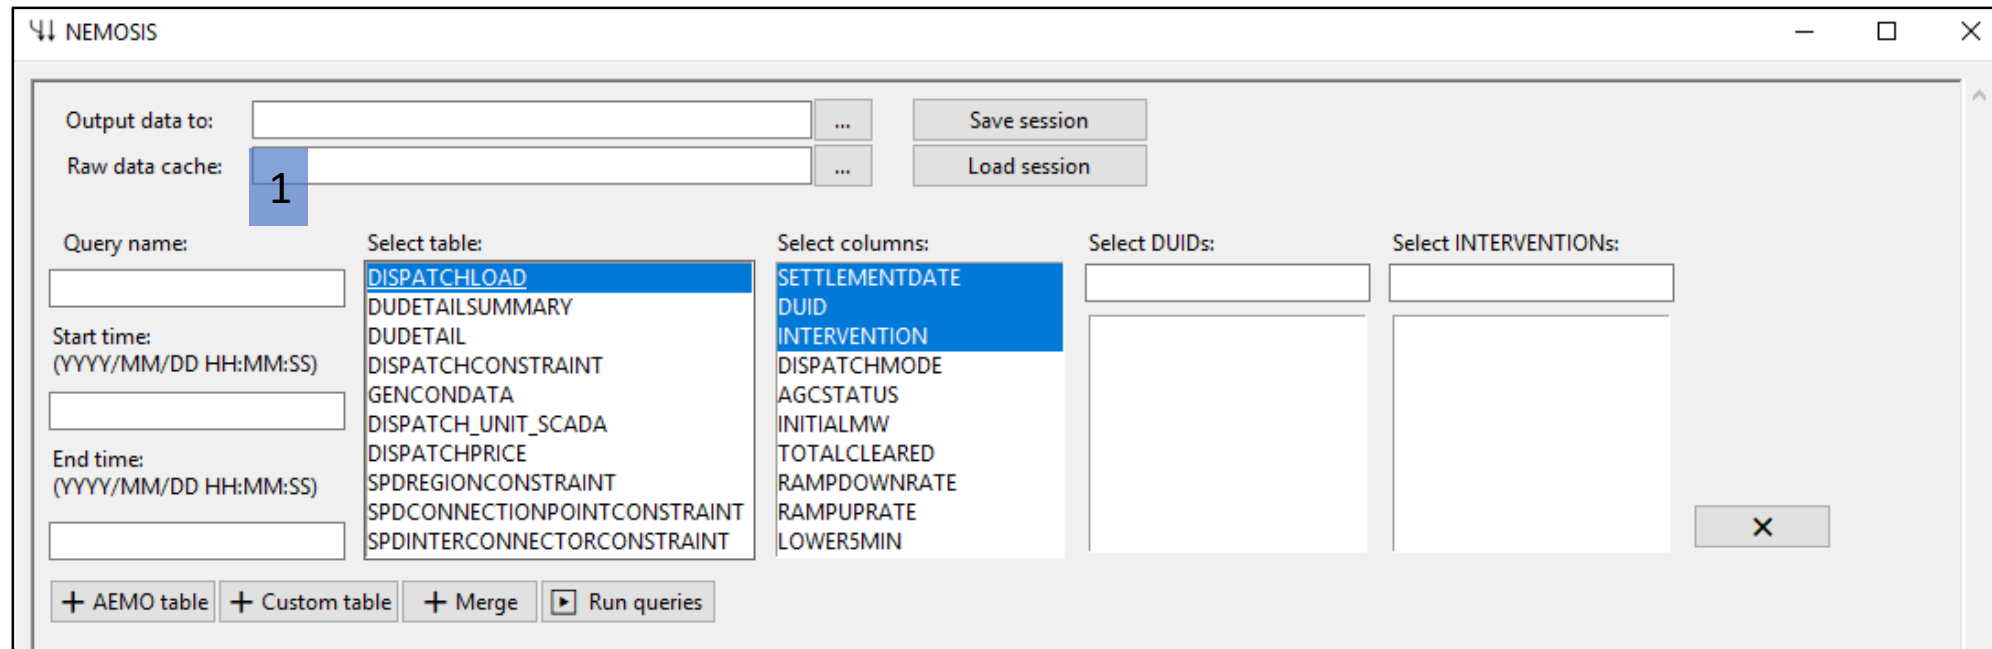 NEMOSIS
Output data to:
...
Save session
Raw data cache:
...
Load session
1
Query name:
Start time:
(YYYY/MM/DD HH:MM:SS)
End time:
(YYYY/MM/DD HH:MM:SS)
Select table:
DISPATCHLOAD
DUDETAILSUMMARY
DUDETAIL
DISPATCHCONSTRAINT
GENCONDATA
DISPATCH_UNIT_SCADA
DISPATCHPRICE
SPDREGIONCONSTRAINT
SPDCONNECTIONPOINTCONSTRAINT
SPDINTERCONNECTORCONSTRAINT
Select columns:
SETTLEMENTDATE
DUID
INTERVENTION
DISPATCHMODE
AGCSTATUS
INITIALMW
TOTALCLEARED
RAMPDOWNRATE
RAMPUPRATE
LOWER5MIN
Select DUIDs:
Select INTERVENTIONs:
+ AEMO table
+ Custom table
+ Merge
Run queries